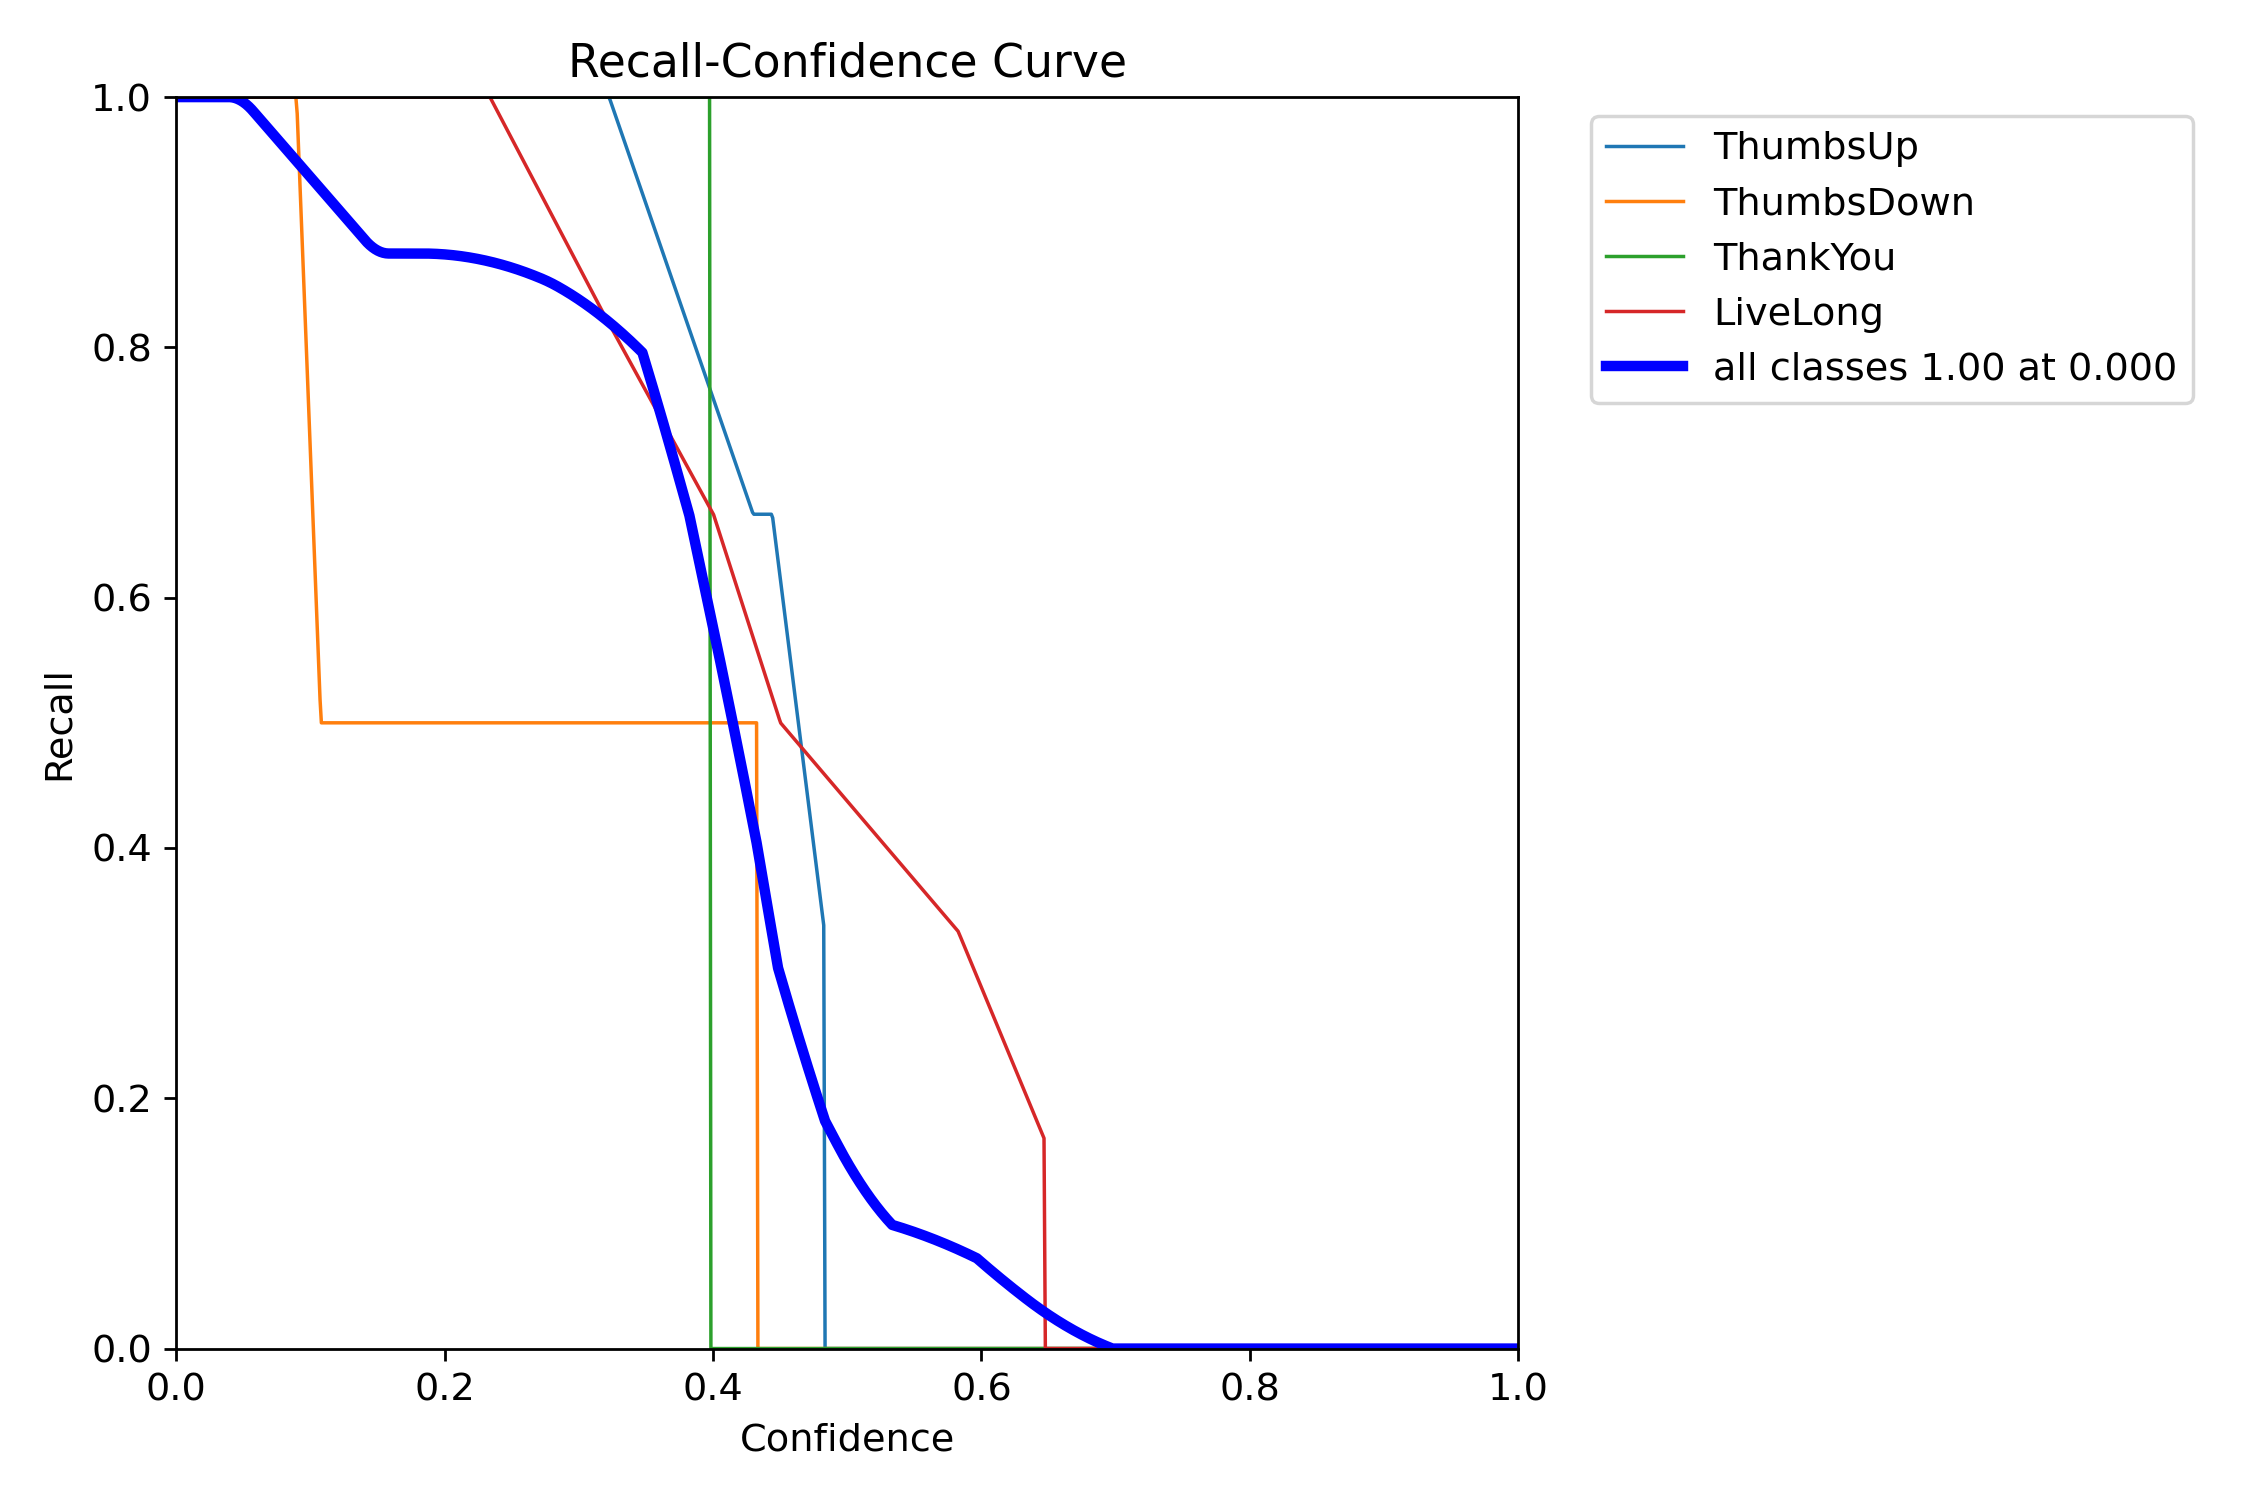 Recall-Confidence Curve
1.0
0.8
0.6
0.4
0.2
0.0
Recall
0.0 0.2 0.4 0.6 0.8 1.0
Confidence
ThumbsUp
ThumbsDown
ThankYou
LiveLong
all classes 1.00 at 0.000